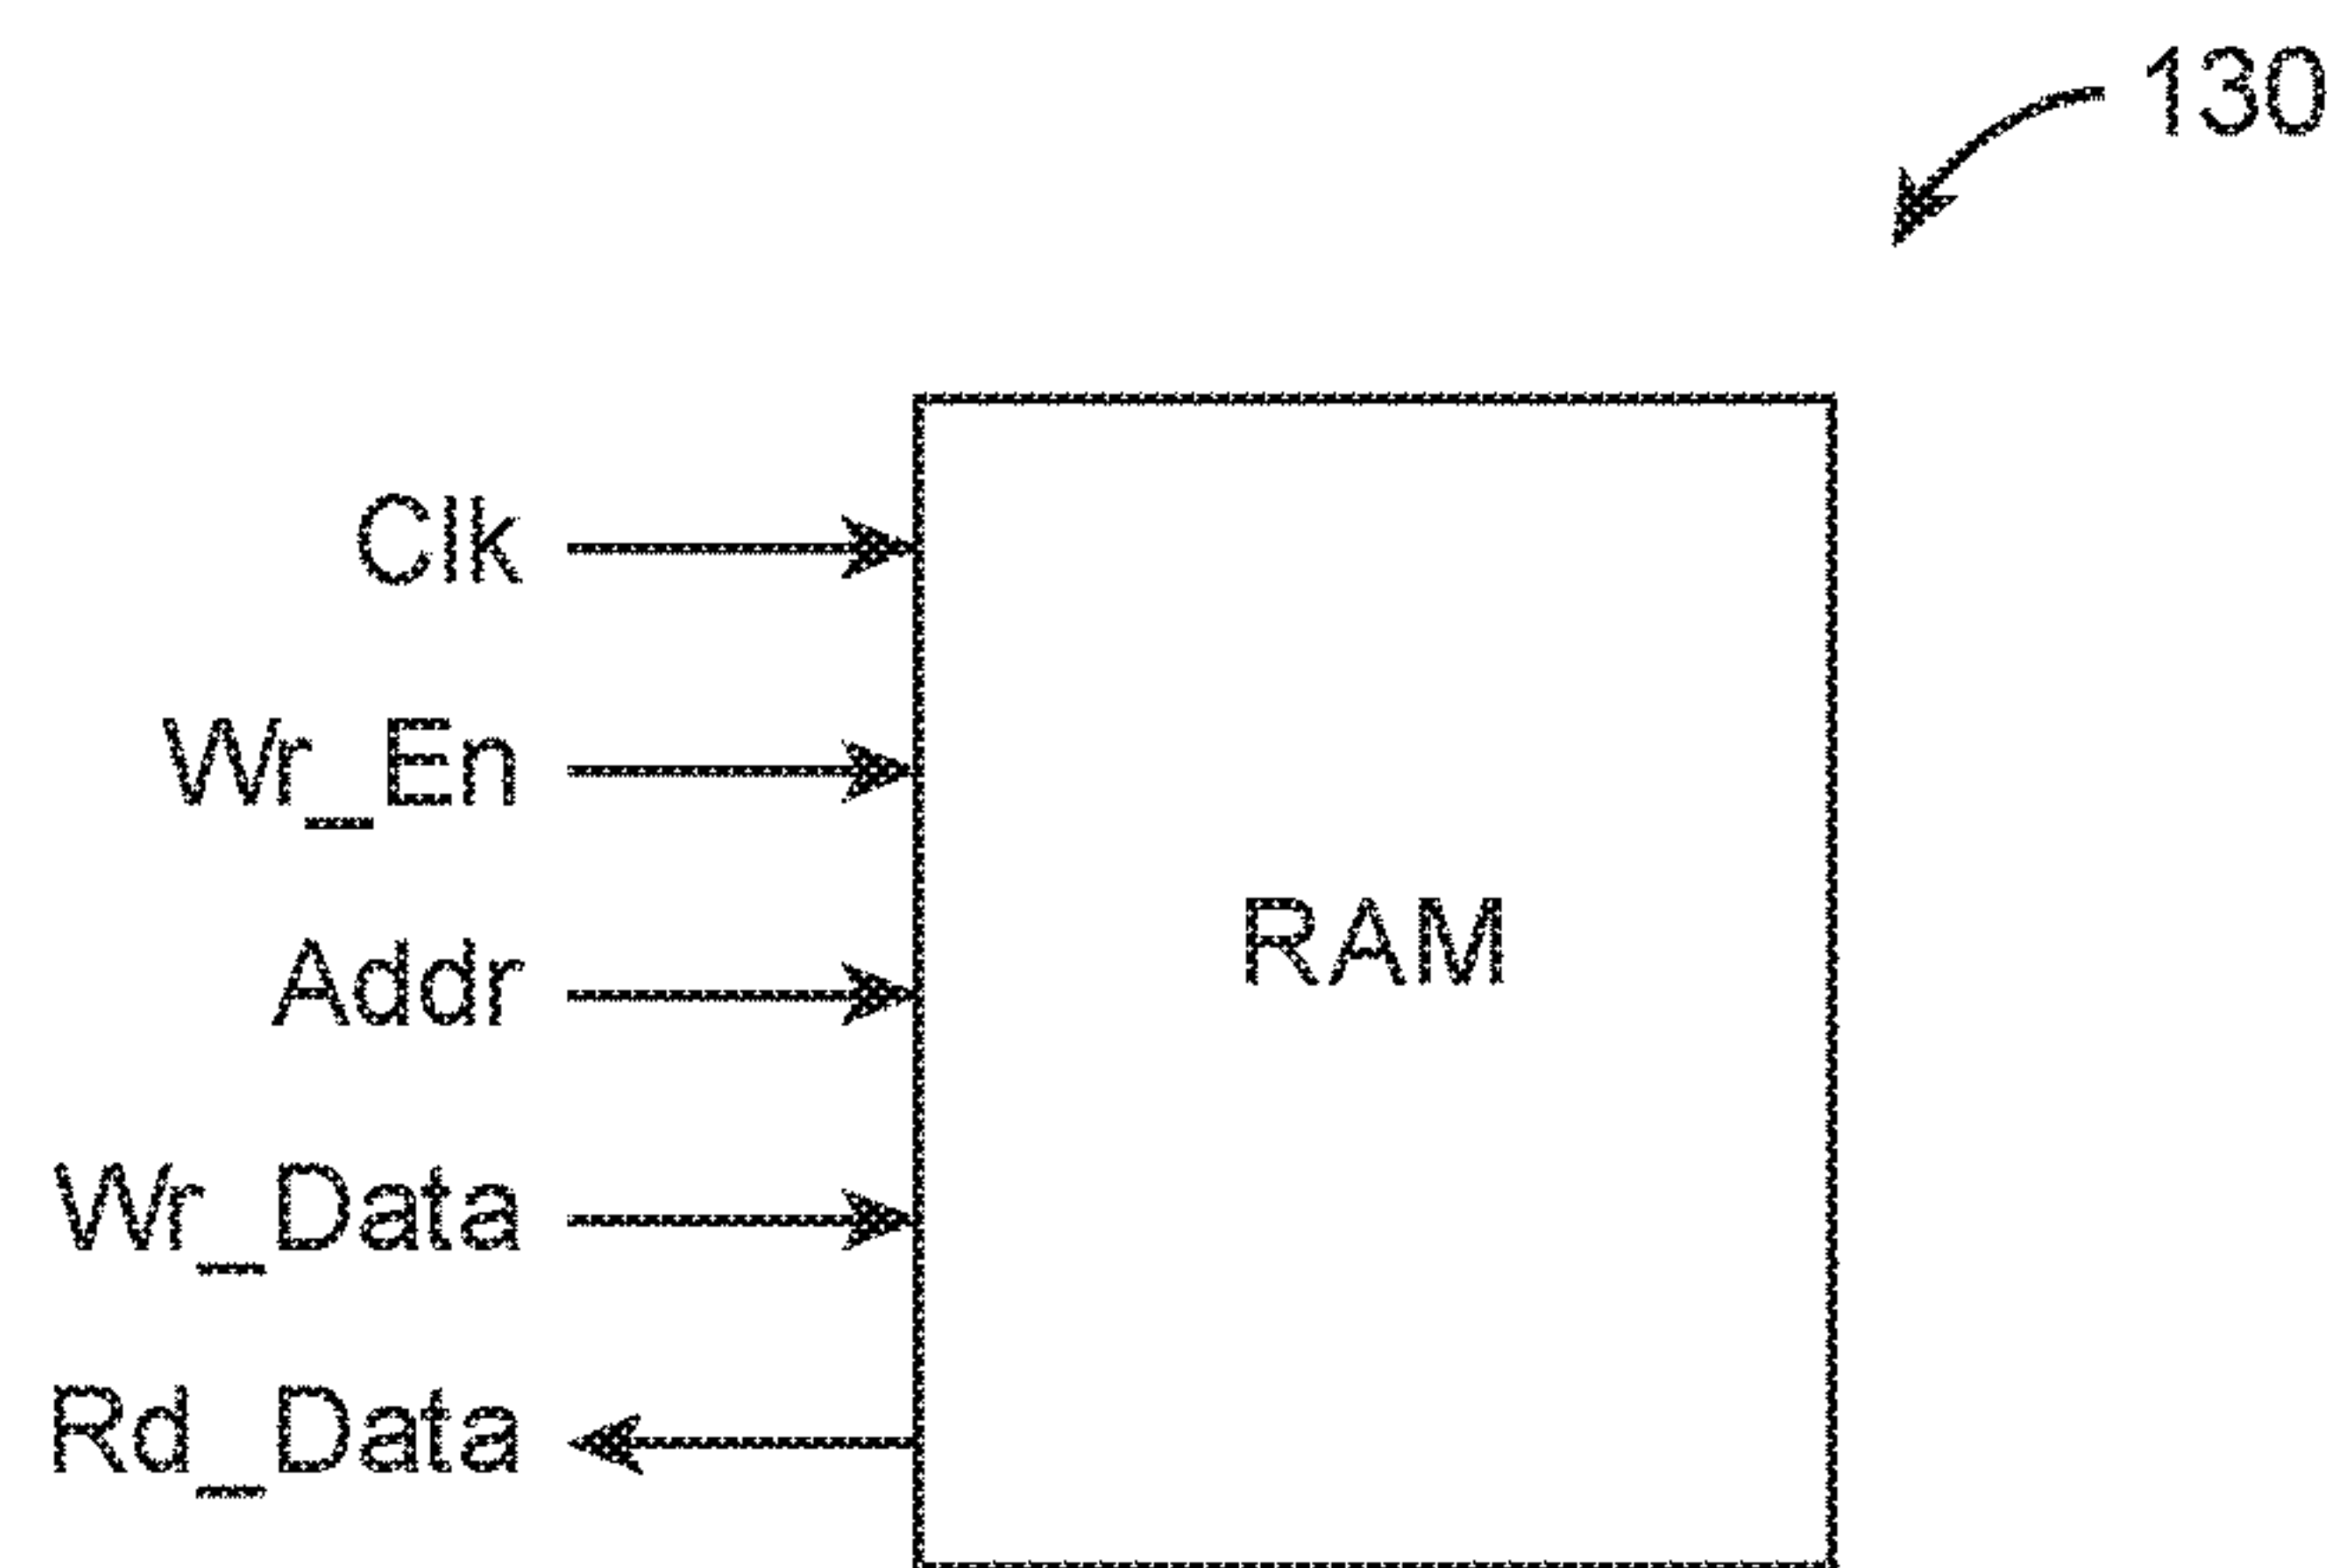 130
Clk
Wr_En
Addr
RAM
Wr_Data
Rd_Data